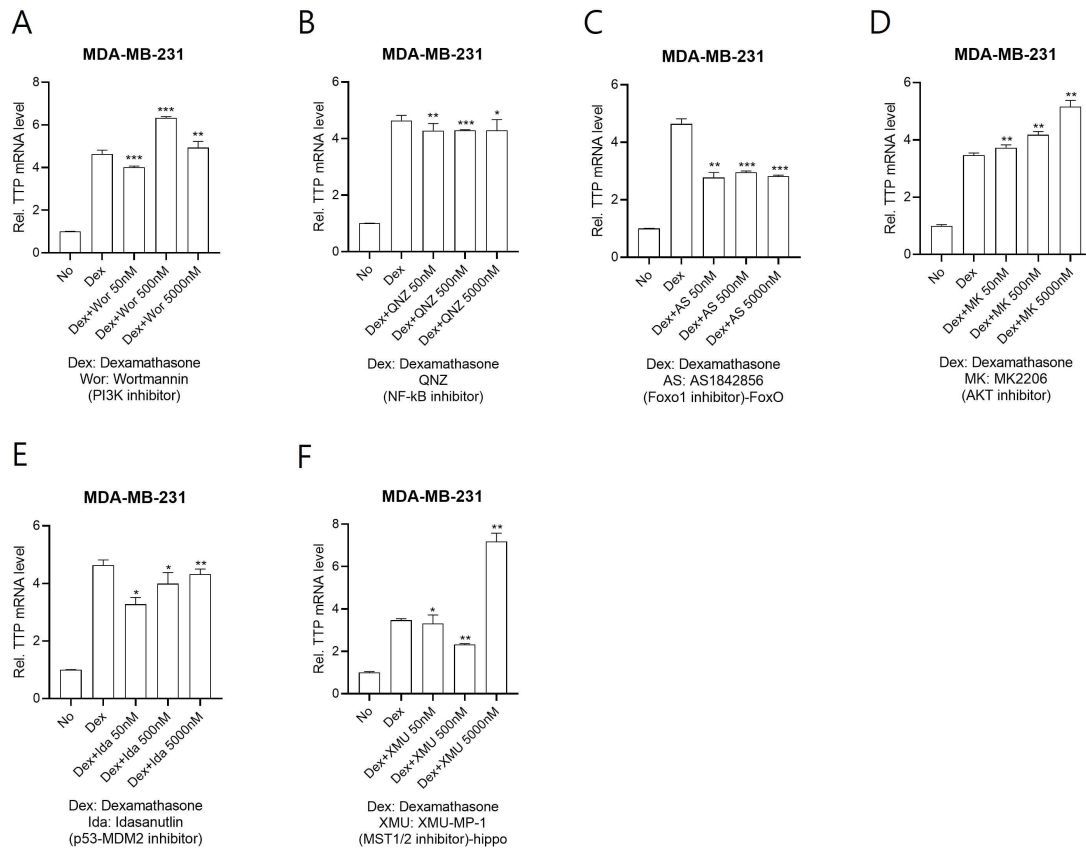 A
MDA-MB-231
Rel. TTP mRNA level
8
6
4
2
0
***
***
**
No
Dex
Dex+Wor 50nM
Dex+Wor 500nM
Dex+Wor 5000nM
Dex: Dexamathasone
Wor: Wortmannin
(PI3K inhibitor)
B
MDA-MB-231
Rel. TTP mRNA level
6
4
2
0
**
***
*
No
Dex
Dex+QNZ 50nM
Dex+QNZ 500nM
Dex+QNZ 5000nM
Dex: Dexamathasone
QNZ
(NF-kB inhibitor)
C
MDA-MB-231
Rel. TTP mRNA level
6
4
2
0
**
***
***
No
Dex
Dex+AS 50nM
Dex+AS 500nM
Dex+AS 5000nM
Dex: Dexamathasone
AS: AS1842856
(Foxo1 inhibitor)-FoxO
D
MDA-MB-231
Rel. TTP mRNA level
6
4
2
0
**
**
**
No
Dex
Dex+MK 50nM
Dex+MK 500nM
Dex+MK 5000nM
Dex: Dexamathasone
MK: MK2206
(AKT inhibitor)
E
MDA-MB-231
Rel. TTP mRNA level
6
4
2
0
*
*
**
No
Dex
Dex+Ida 50nM
Dex+Ida 500nM
Dex+Ida 5000nM
Dex: Dexamathasone
Ida: Idasanutlin
(p53-MDM2 inhibitor)
F
MDA-MB-231
Rel. TTP mRNA level
8
6
4
2
0
*
**
**
No
Dex
Dex+XMU 50nM
Dex+XMU 500nM
Dex+XMU 5000nM
Dex: Dexamathasone
XMU: XMU-MP-1
(MST1/2 inhibitor)-hippo